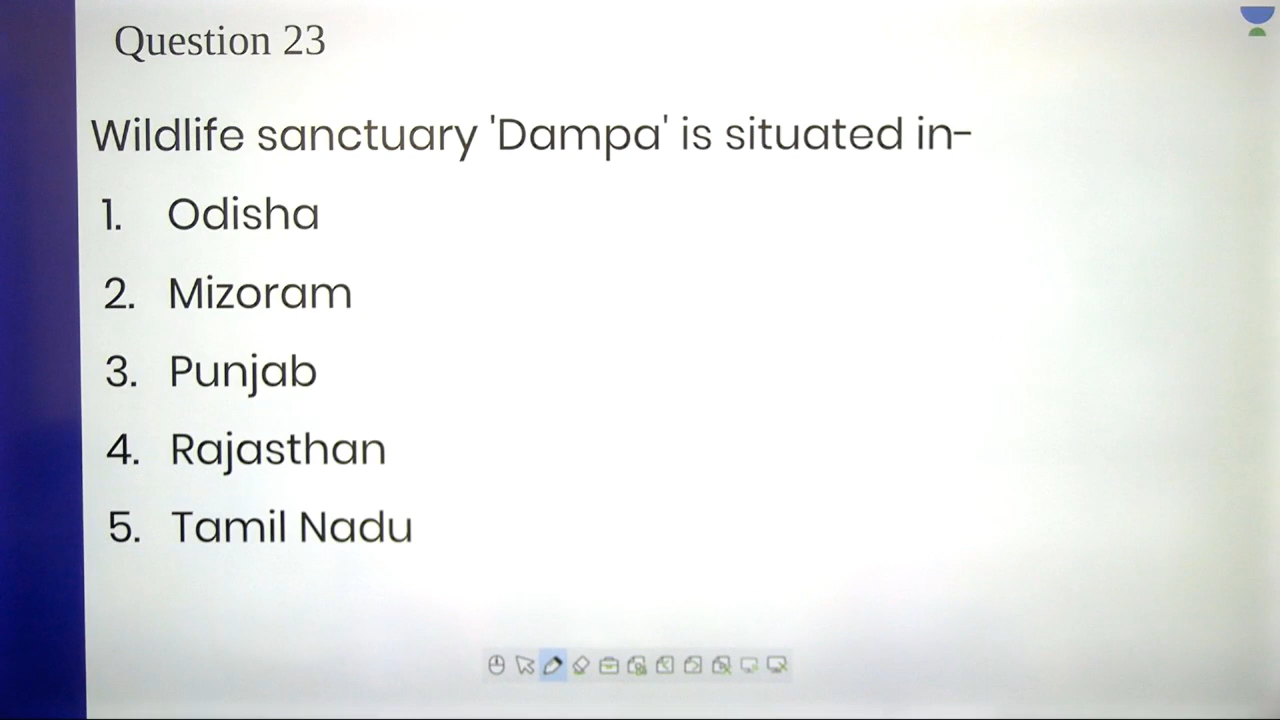 Question 23
Wildlife sanctuary 'Dampa' is situated in-
1. Odisha
2. Mizoram
3. Punjab
4. Rajasthan
5. Tamil Nadu